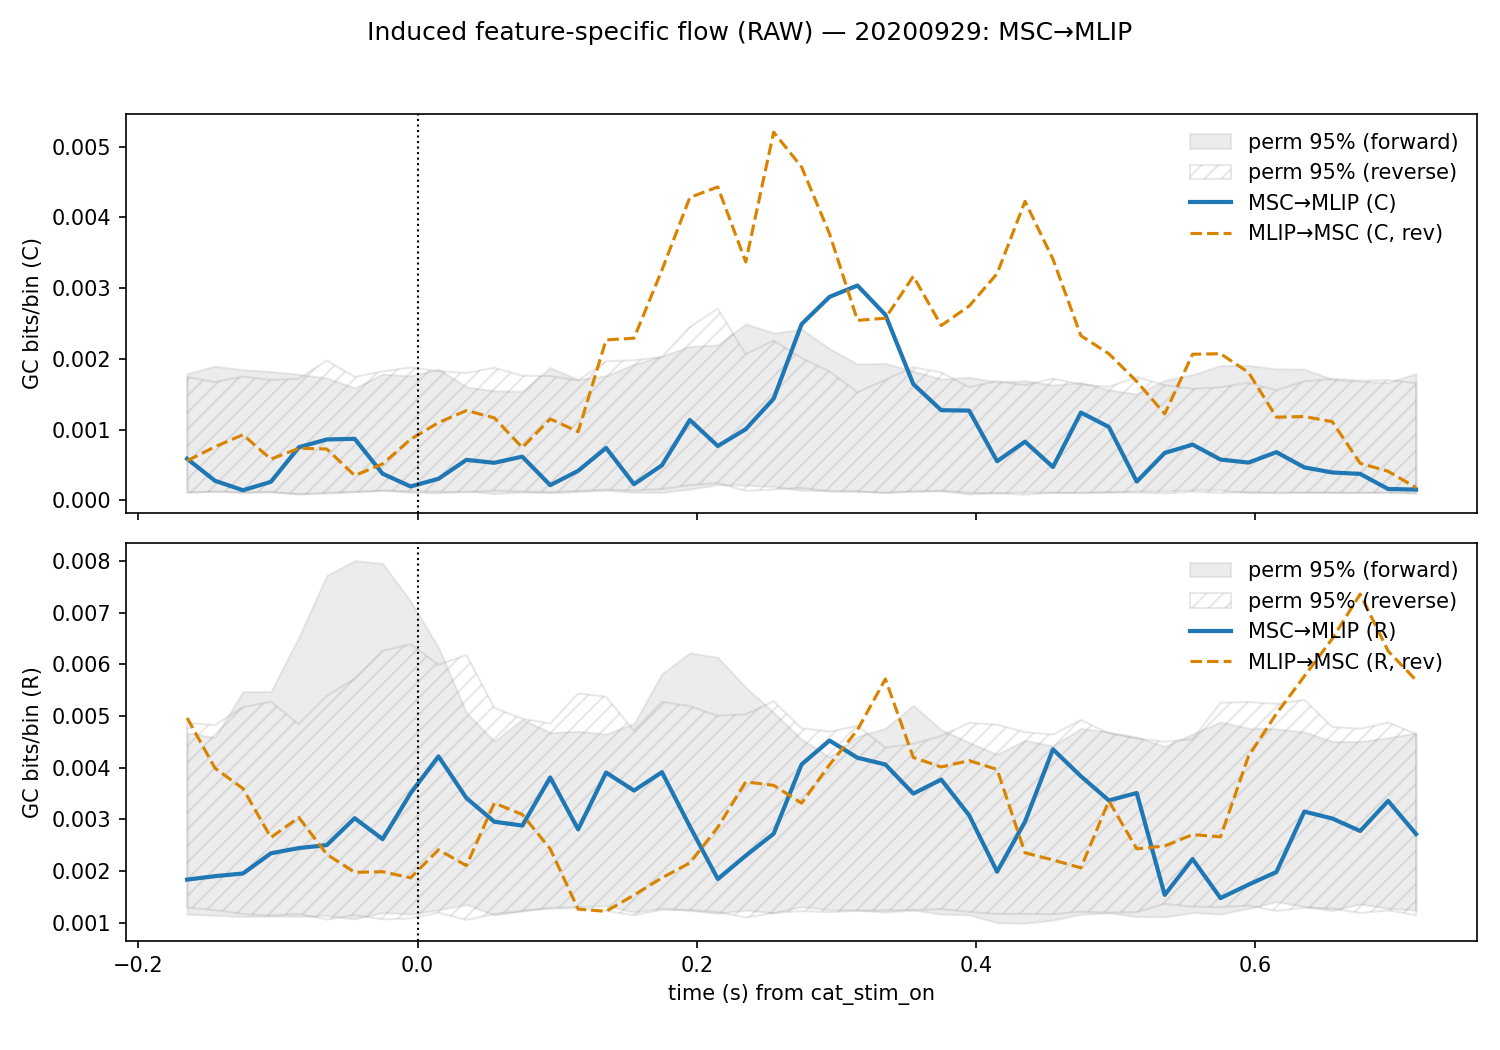 Induced feature-specific flow (RAW) — 20200929: MSC→MLIP
GC bits/bin (C)
0.005
0.004
0.003
0.002
0.001
0.000
perm 95% (forward)
perm 95% (reverse)
MSC→MLIP (C)
MLIP→MSC (C, rev)
GC bits/bin (R)
0.008
0.007
0.006
0.005
0.004
0.003
0.002
0.001
perm 95% (forward)
perm 95% (reverse)
MSC→MLIP (R)
MLIP→MSC (R, rev)
−0.2 0.0 0.2 0.4 0.6
time (s) from cat_stim_on